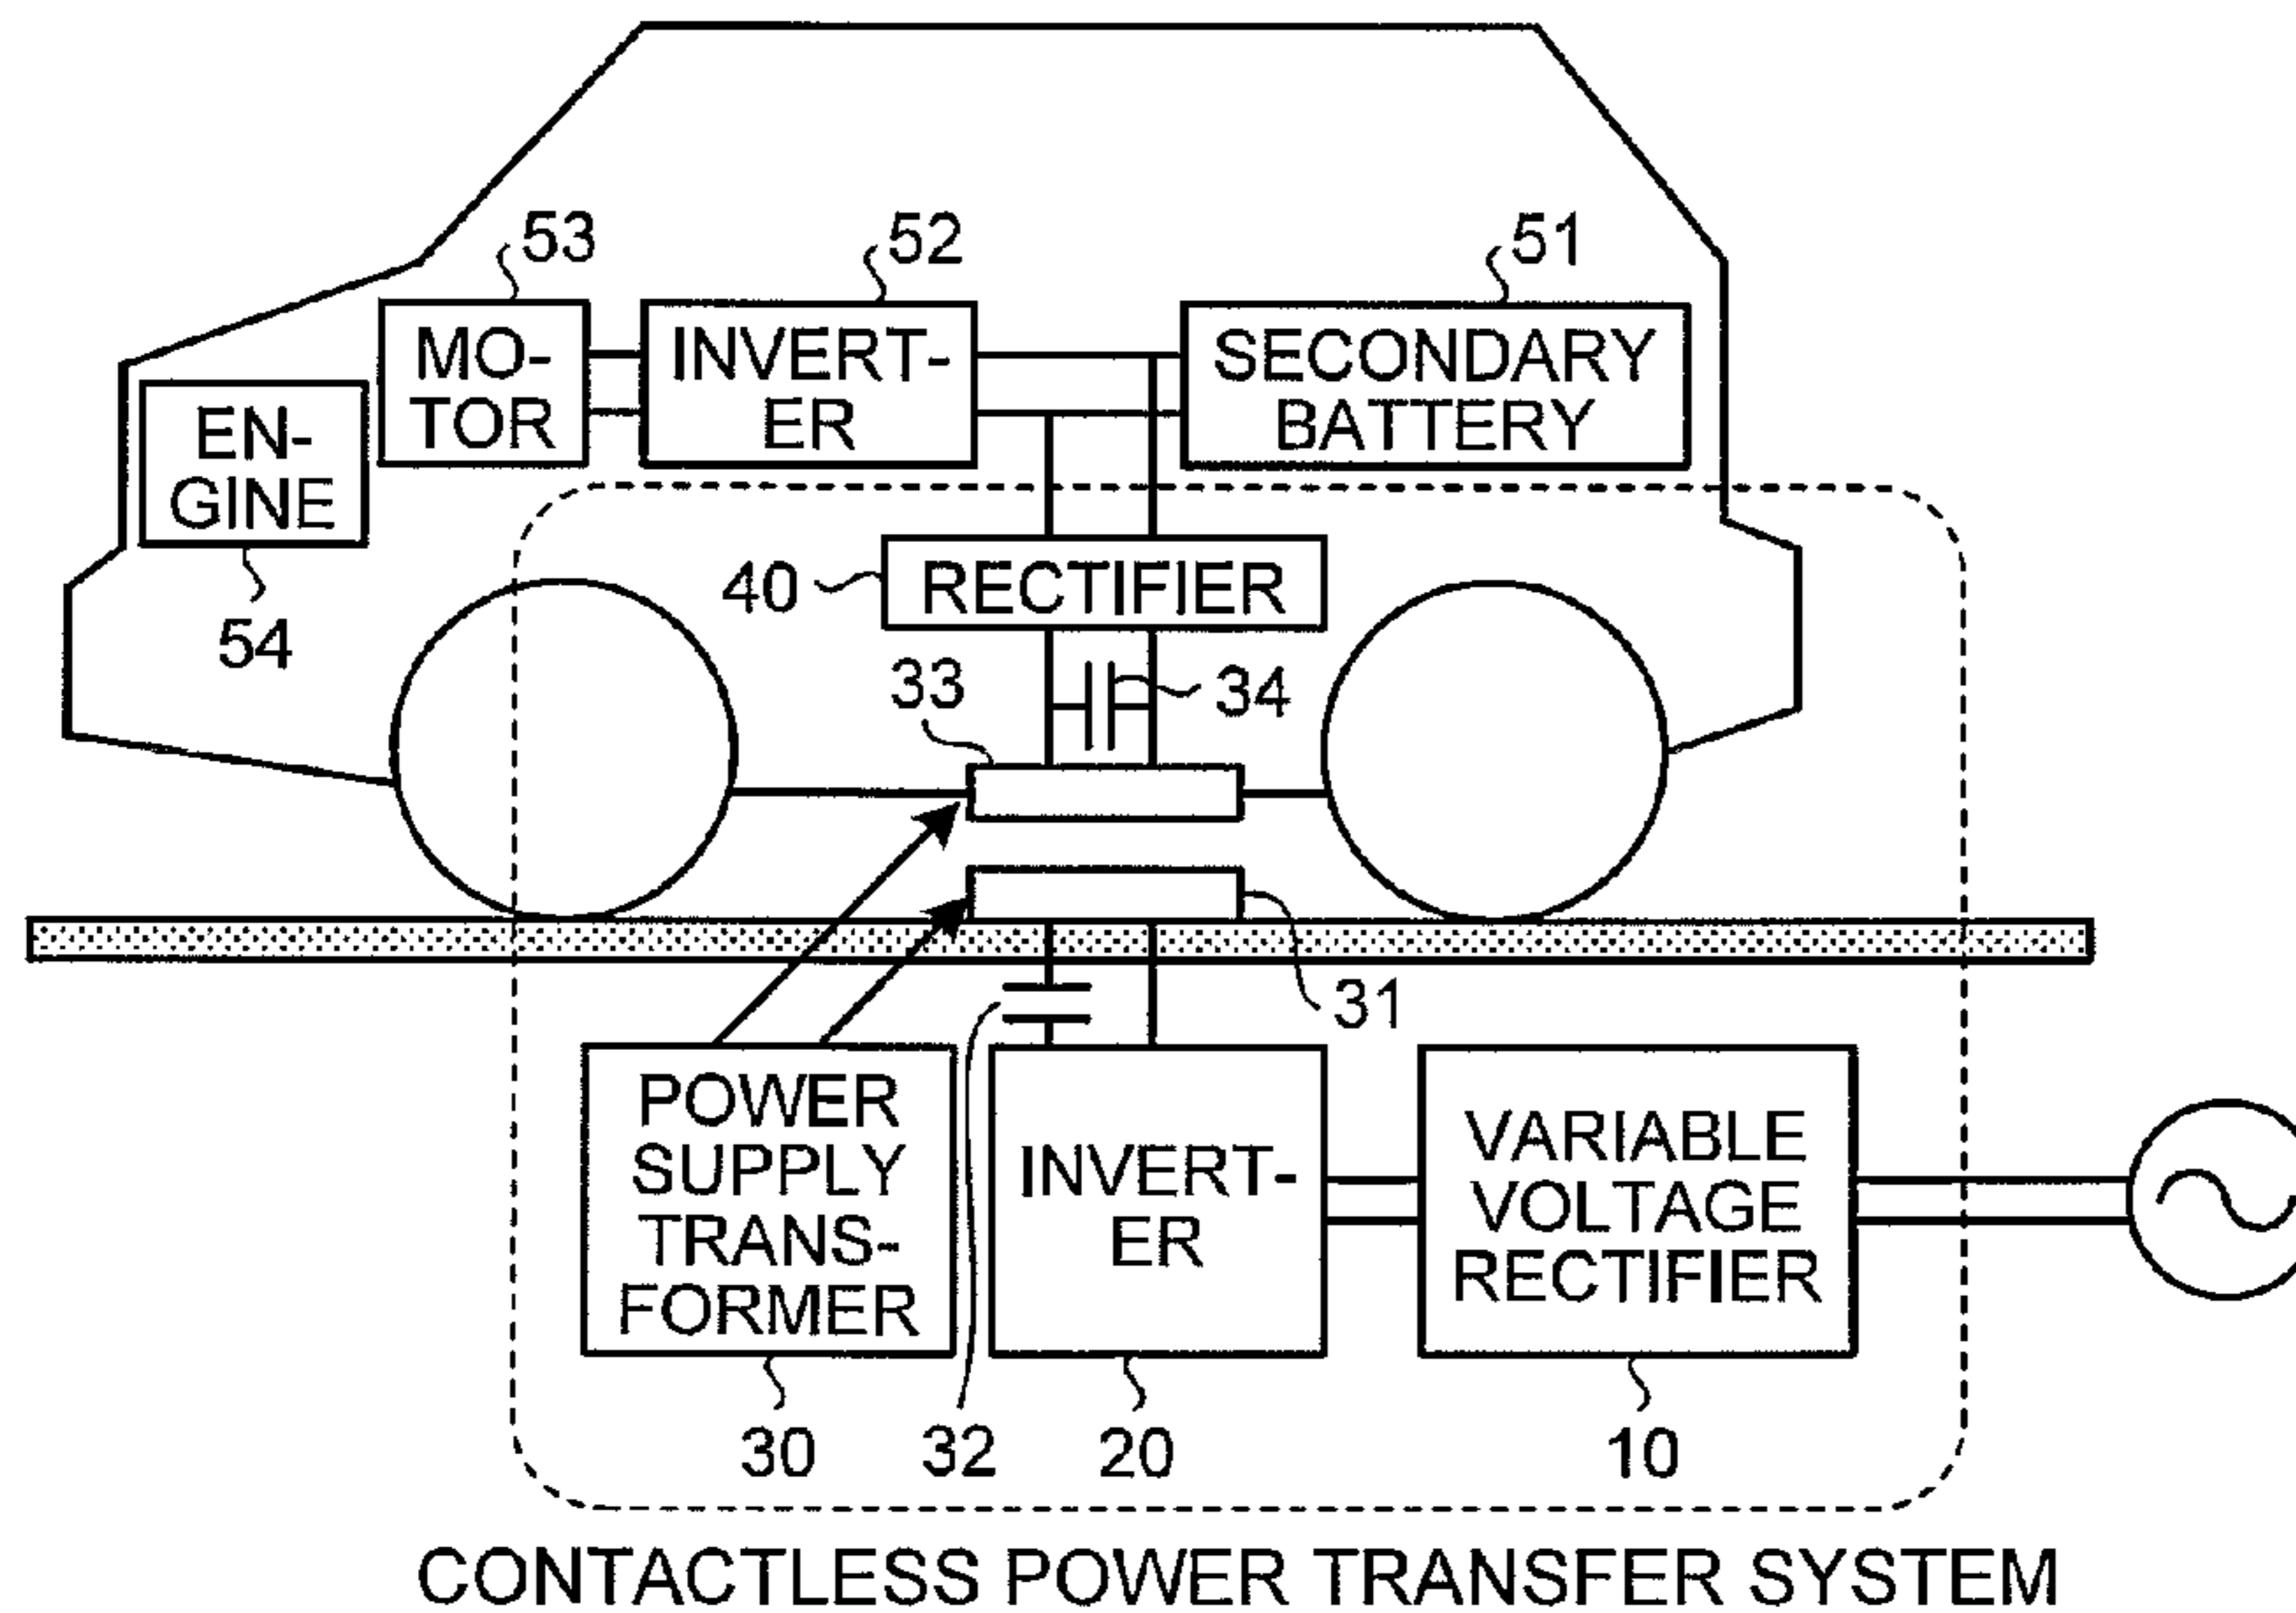 53
52
51
MO-
TOR
INVERT-
ER
SECONDARY
BATTERY
EN-
GINE
54
40
RECTIFIER
33
34
31
POWER
SUPPLY
TRANS-
FORMER
INVERT-
ER
VARIABLE
VOLTAGE
RECTIFIER
30
32
20
10
CONTACTLESS POWER TRANSFER SYSTEM